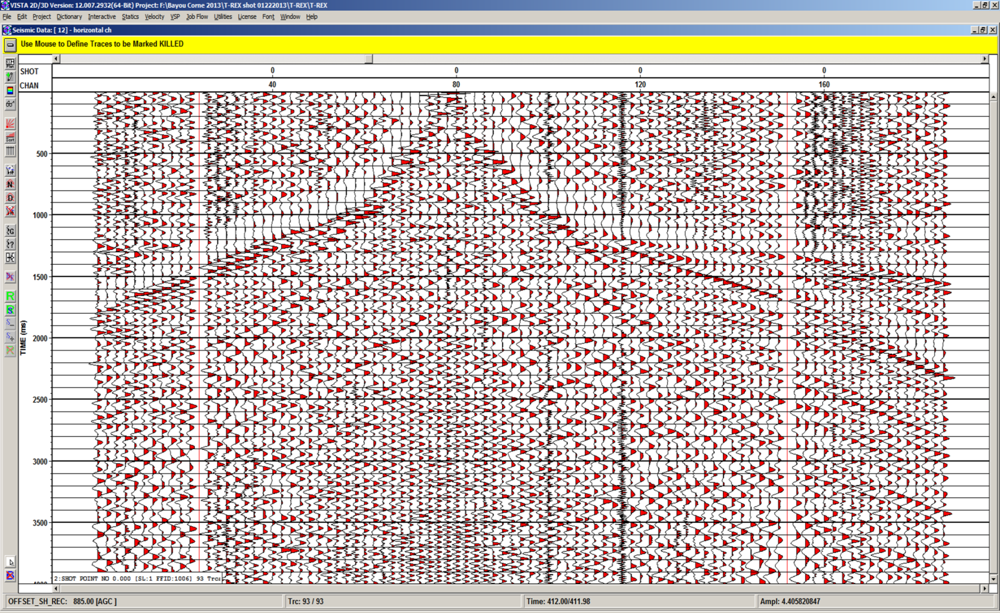 VISTA 2D/3D Version: 12.007.2932(64-Bit) Project: F:\Bayou Corne 2013\T-REX shot 01222013\T-REX\T-REX
File Edit Project Dictionary Interactive Statics Velocity VSP Job Flow Utilities License Font Window Help
Seismic Data: [ 12] - horizontal ch
Use Mouse to Define Traces to be Marked KILLED
SHOT 0 0 0 0
CHAN 40 80 120 160
Sort
N
D
G
?
R
S
500
1000
1500
2000
2500
3000
3500
TIME (ms)
2:SHOT POINT NO 0.000 [SL:1 FFID:1006] 93 Trcs
OFFSET_SH_REC: 885.00 [AGC ] Trc: 93 / 93 Time: 412.00/411.98 Ampl: 4.405820847